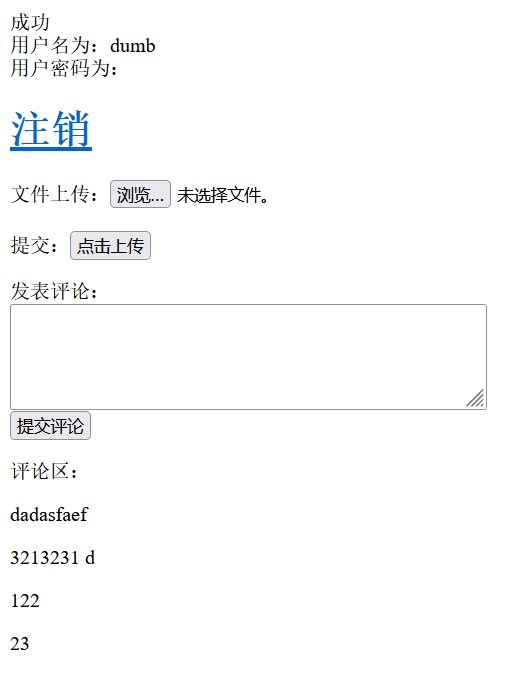 成功
用户名为：dumb
用户密码为：
注销
文件上传：浏览... 未选择文件。
提交：点击上传
发表评论：
提交评论
评论区：
dadasfaef
3213231 d
122
23